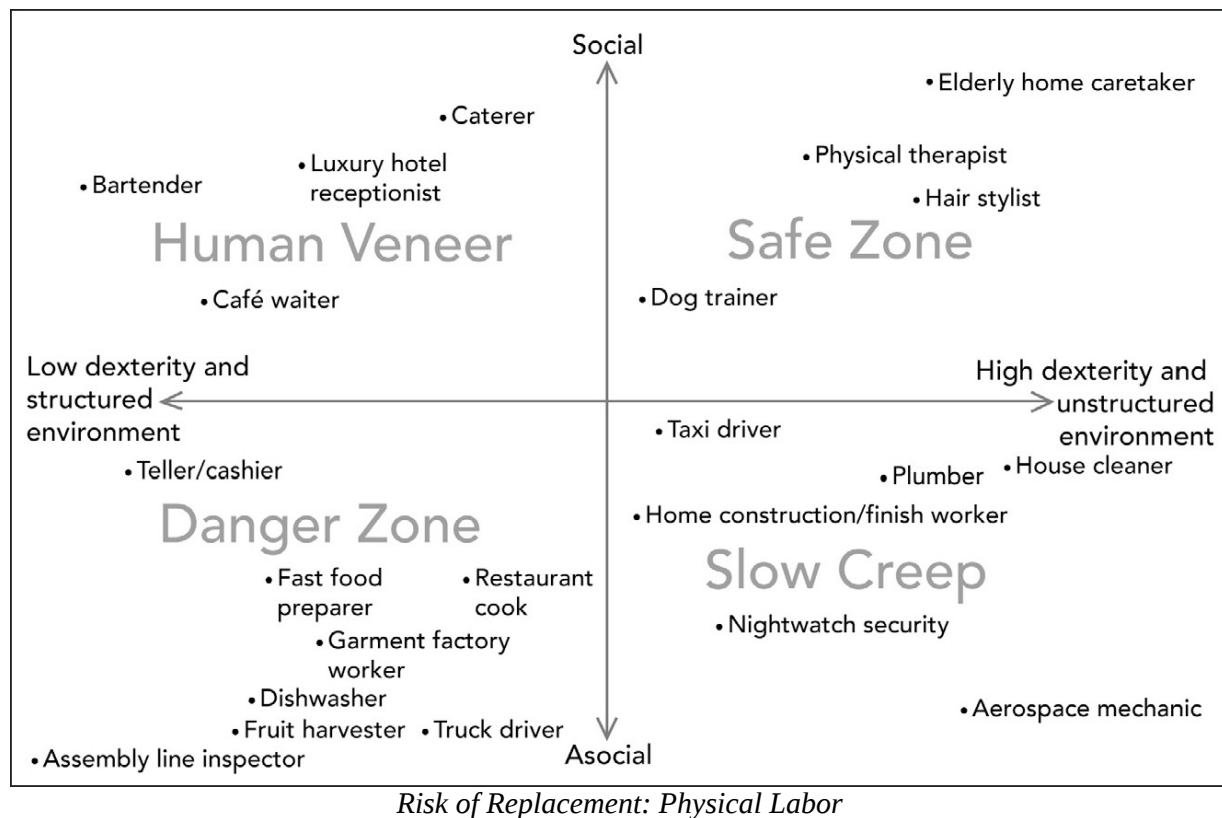 Social
• Elderly home caretaker
• Caterer
• Physical therapist
• Luxury hotel
receptionist
• Bartender
• Hair stylist
Human Veneer
Safe Zone
• Café waiter
• Dog trainer
Low dexterity and
structured
environment
High dexterity and
unstructured
environment
• Taxi driver
• Teller/cashier
• Plumber
• House cleaner
Danger Zone
• Home construction/finish worker
Slow Creep
• Fast food
preparer
• Restaurant
cook
• Nightwatch security
• Garment factory
worker
• Dishwasher
• Aerospace mechanic
• Fruit harvester
• Truck driver
• Assembly line inspector
Asocial
Risk of Replacement: Physical Labor